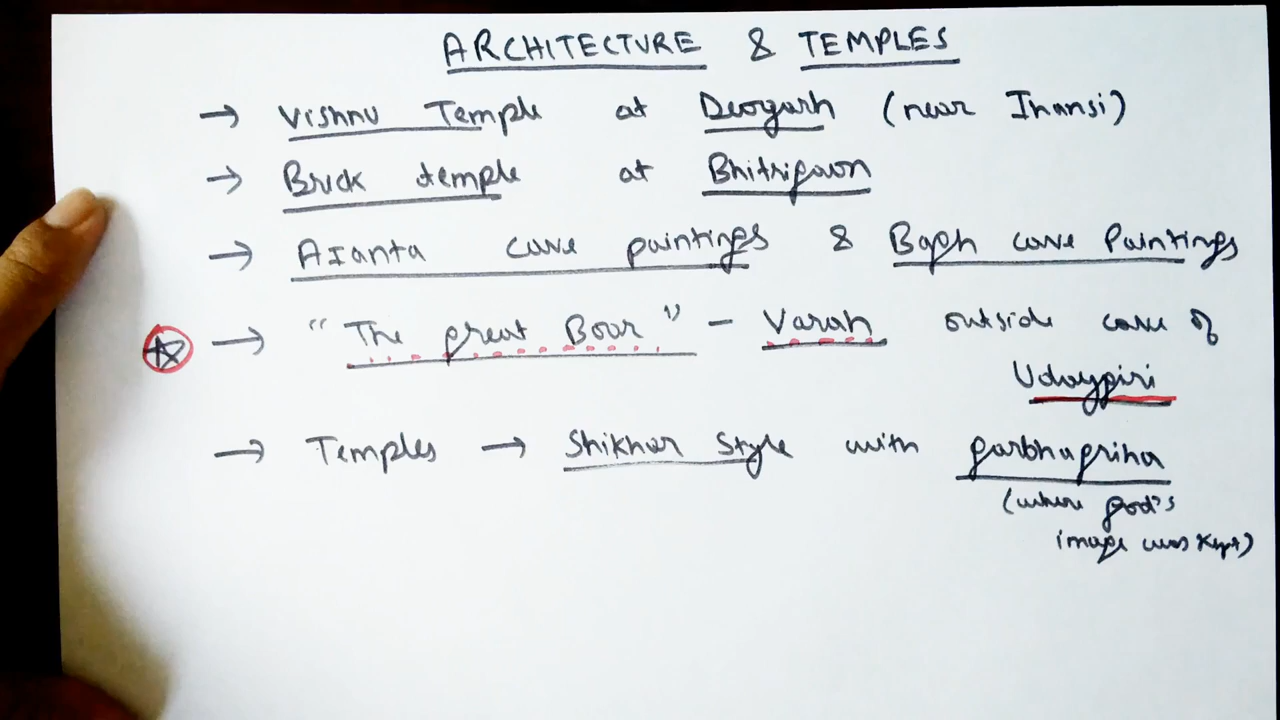 ARCHITECTURE & TEMPLES
→ Vishnu Temple at Deogarh (near Jhansi)
→ Brick temple at Bhitrigaon
→ AJanta cave paintings & Bagh cave Paintings
→ "The great Boar" - Varah outside cave of
Udaygiri
→ Temples → Shikhar Style with garbhagriha
(where god's
image was kept)